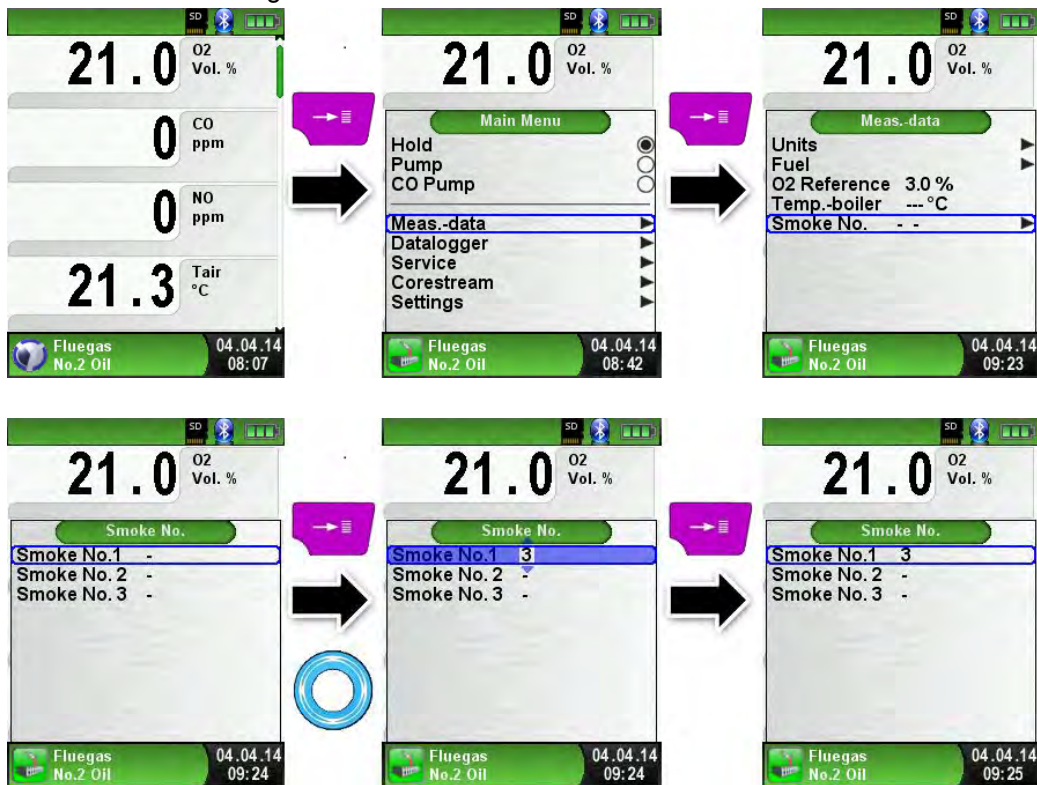 SD
21.0 O2 Vol. %
0 CO ppm
0 NO ppm
21.3 Tair °C
Fluegas 04.04.14
No.2 Oil 08:07
SD
21.0 O2 Vol. %
Main Menu
Hold
Pump
CO Pump
Meas.-data
Datalogger
Service
Corestream
Settings
Fluegas 04.04.14
No.2 Oil 08:42
SD
21.0 O2 Vol. %
Meas.-data
Units
Fuel
O2 Reference 3.0 %
Temp.-boiler --- °C
Smoke No. - -
Fluegas 04.04.14
No.2 Oil 09:23
SD
21.0 O2 Vol. %
Smoke No.
Smoke No.1 -
Smoke No. 2 -
Smoke No. 3 -
Fluegas 04.04.14
No.2 Oil 09:24
SD
21.0 O2 Vol. %
Smoke No.
Smoke No.1 3
Smoke No. 2 -
Smoke No. 3 -
Fluegas 04.04.14
No.2 Oil 09:24
SD
21.0 O2 Vol. %
Smoke No.
Smoke No.1 3
Smoke No. 2 -
Smoke No. 3 -
Fluegas 04.04.14
No.2 Oil 09:25